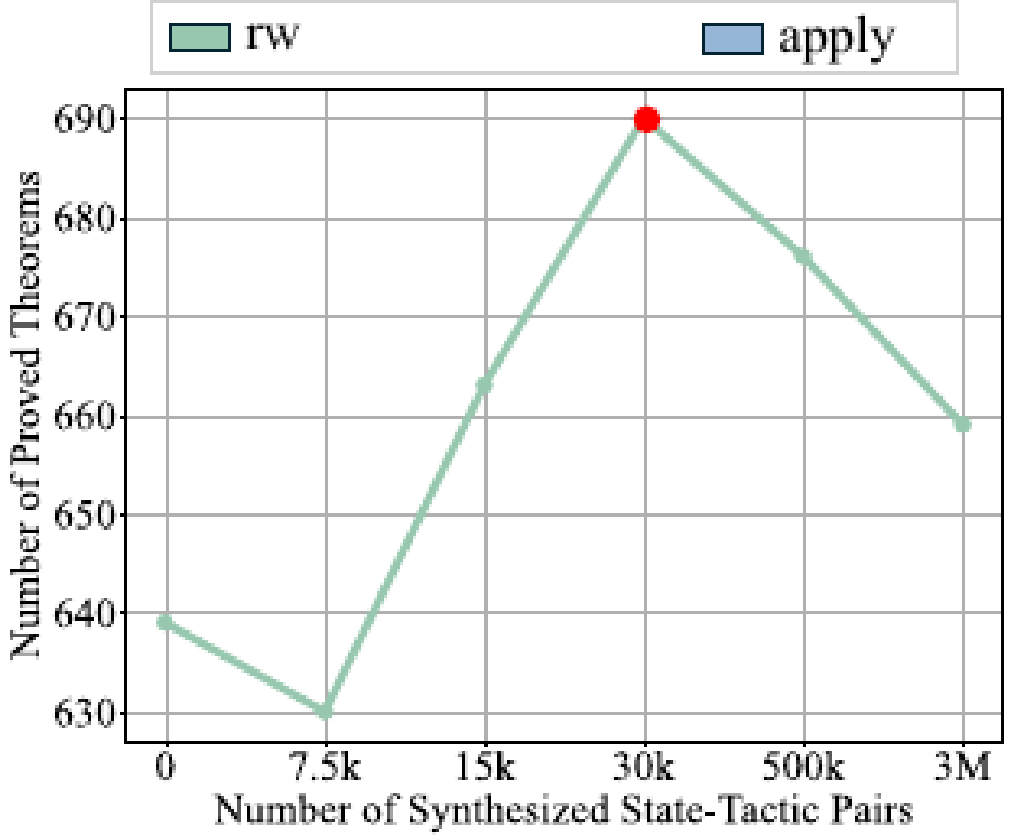 rw apply
690
680
670
660
650
640
630
Number of Proved Theorems
0 7.5k 15k 30k 500k 3M
Number of Synthesized State-Tactic Pairs